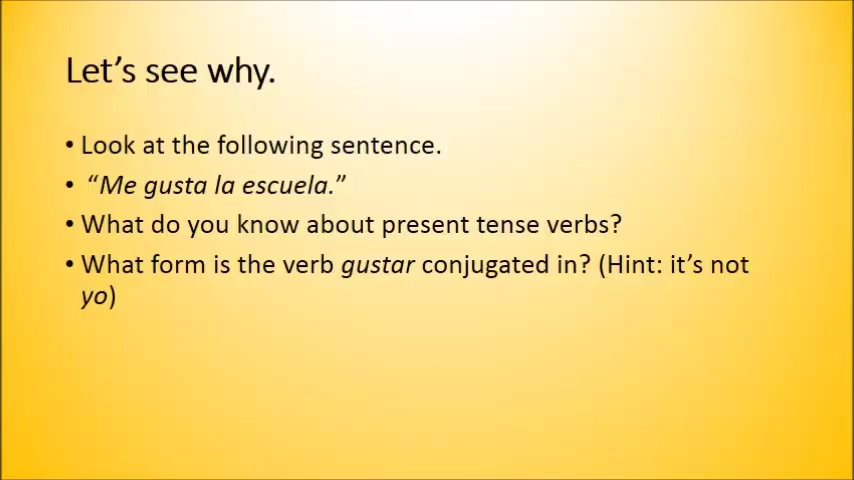 Let's see why.
• Look at the following sentence.
• “Me gusta la escuela.”
• What do you know about present tense verbs?
• What form is the verb gustar conjugated in? (Hint: it's not
yo)